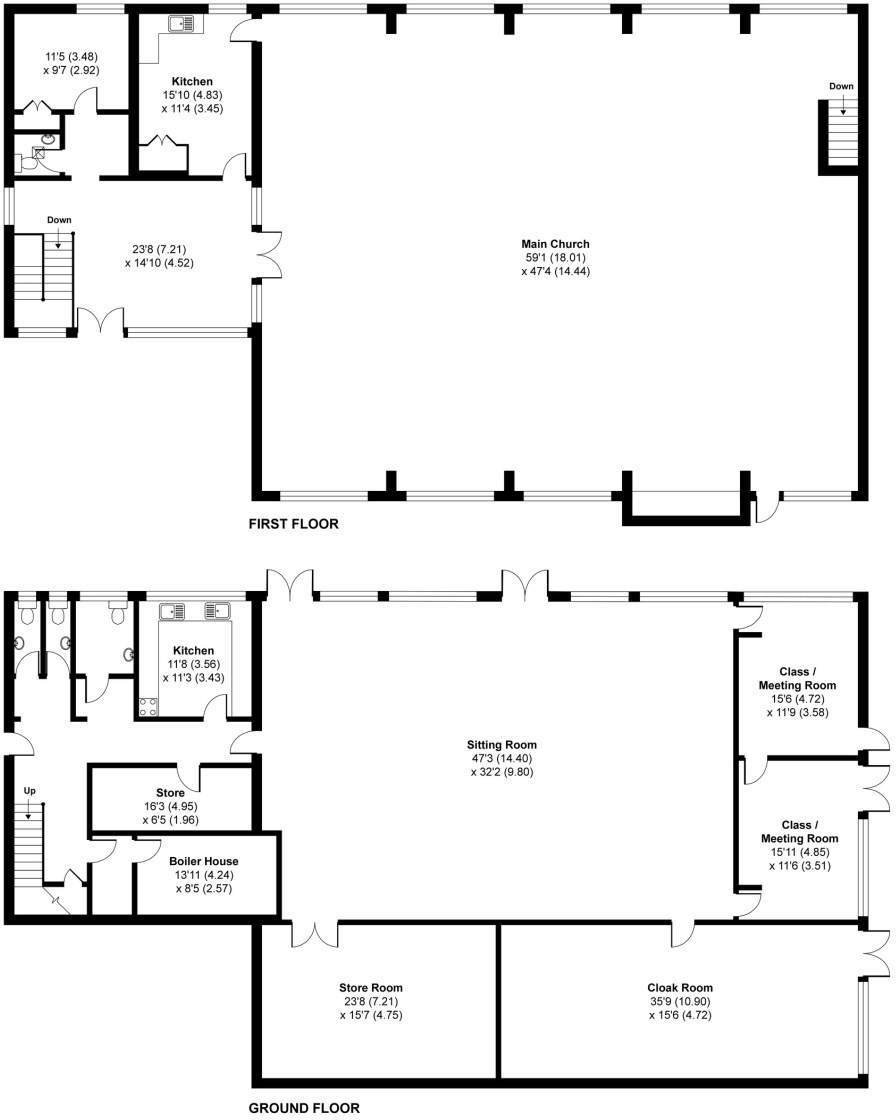 11'5 (3.48)
x 9'7 (2.92)
Kitchen
15'10 (4.83)
x 11'4 (3.45)
Down
Down
23'8 (7.21)
x 14'10 (4.52)
Main Church
59'1 (18.01)
x 47'4 (14.44)
FIRST FLOOR
Kitchen
11'8 (3.56)
x 11'3 (3.43)
Class /
Meeting Room
15'6 (4.72)
x 11'9 (3.58)
Sitting Room
47'3 (14.40)
x 32'2 (9.80)
Up
Store
16'3 (4.95)
x 6'5 (1.96)
Class /
Meeting Room
15'11 (4.85)
x 11'6 (3.51)
Boiler House
13'11 (4.24)
x 8'5 (2.57)
Store Room
23'8 (7.21)
x 15'7 (4.75)
Cloak Room
35'9 (10.90)
x 15'6 (4.72)
GROUND FLOOR